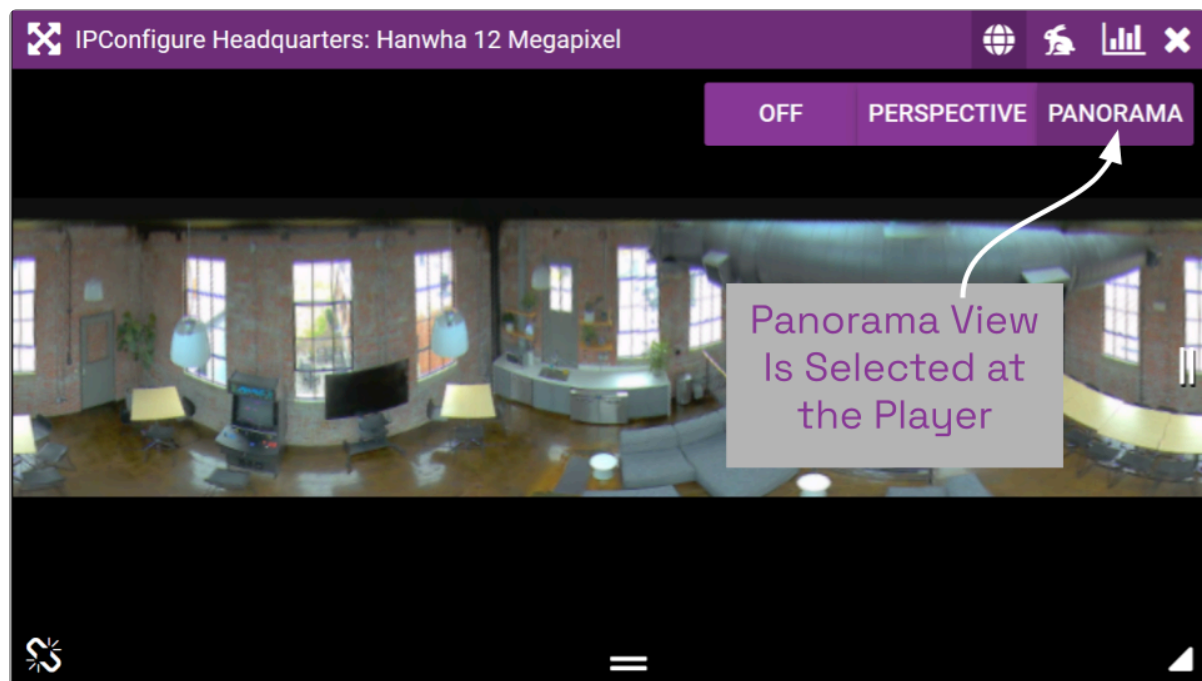 IPConfigure Headquarters: Hanwha 12 Megapixel
OFF PERSPECTIVE PANORAMA
Panorama View
Is Selected at
the Player